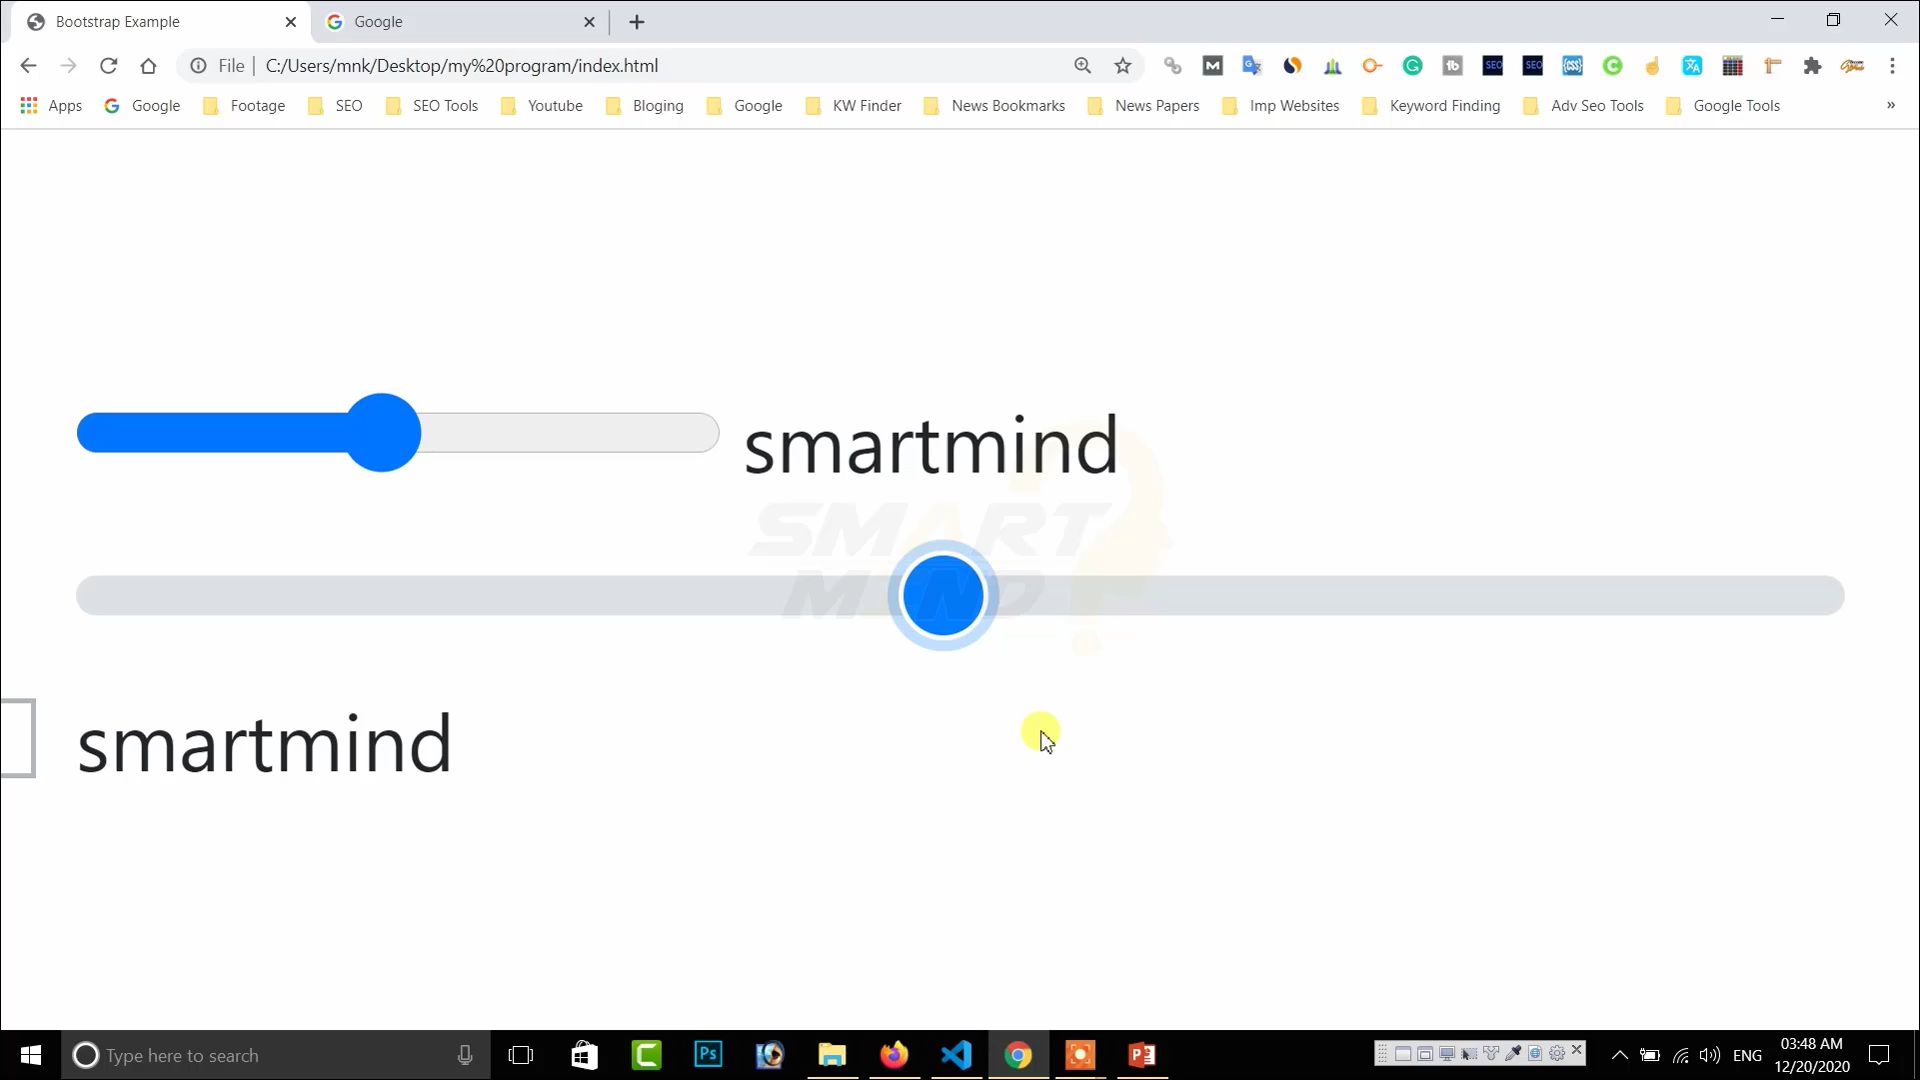 Bootstrap Example
Google
File
C:/Users/mnk/Desktop/my%20program/index.html
Apps
Google
Footage
SEO
SEO Tools
Youtube
Bloging
Google
KW Finder
News Bookmarks
News Papers
Imp Websites
Keyword Finding
Adv Seo Tools
Google Tools
smartmind
SMART
MIND
smartmind
Type here to search
ENG
03:48 AM
12/20/2020